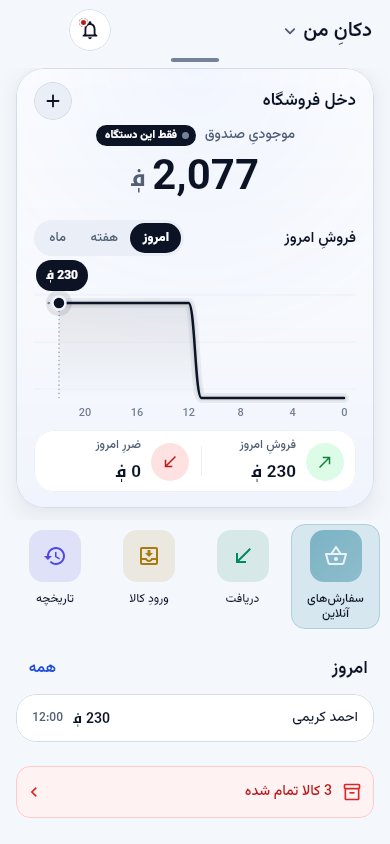 دکانِ من
دخل فروشگاه
موجودیِ صندوق
فقط این دستگاه
2,077 ؋
فروشِ امروز
امروز
هفته
ماه
230 ؋
0 4 8 12 16 20
فروشِ امروز
230 ؋
ضررِ امروز
0 ؋
سفارش‌های آنلاین
دریافت
ورودِ کالا
تاریخچه
امروز
همه
احمد کریمی
230 ؋
12:00
3 کالا تمام شده